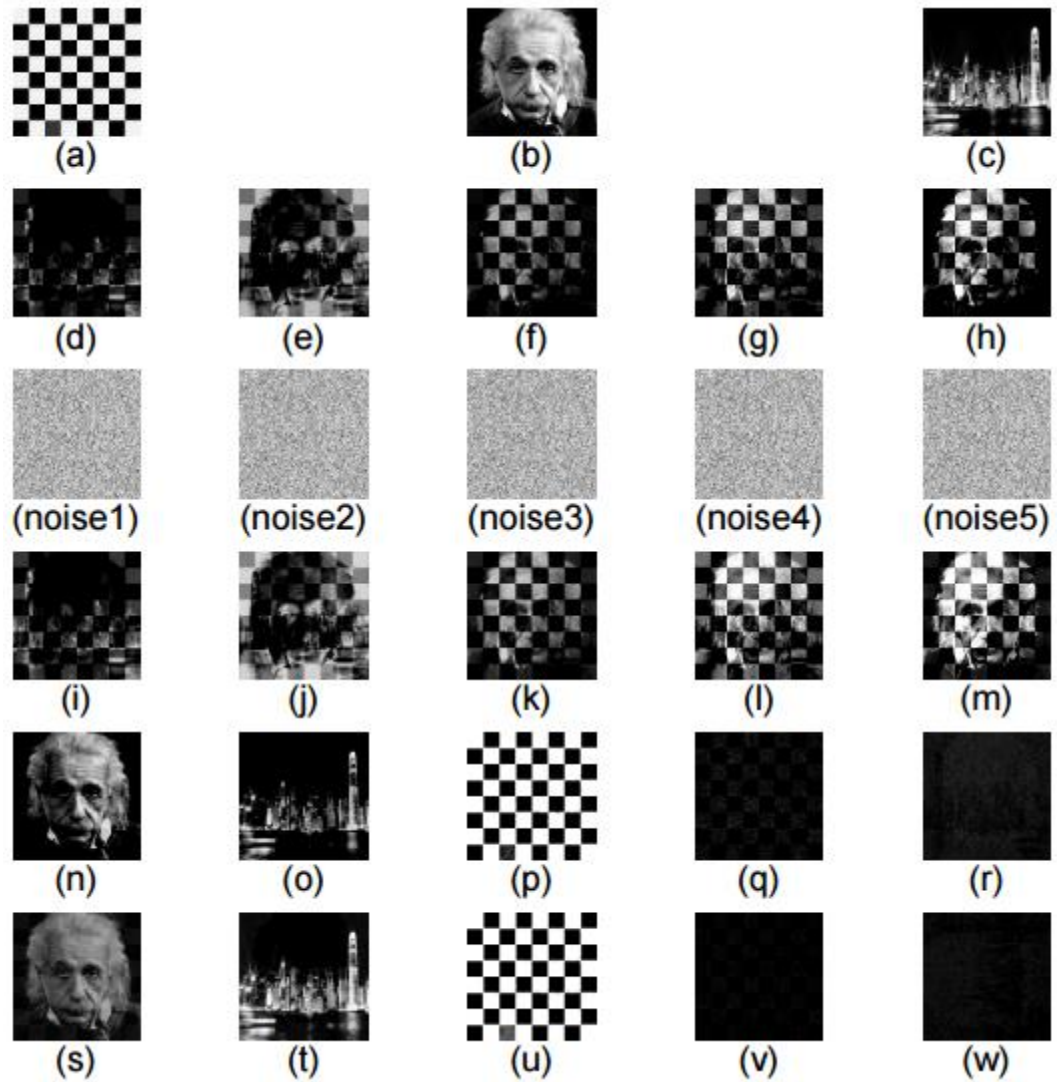 (a) (b) (c)
(d) (e) (f) (g) (h)
(noise1) (noise2) (noise3) (noise4) (noise5)
(i) (j) (k) (l) (m)
(n) (o) (p) (q) (r)
(s) (t) (u) (v) (w)